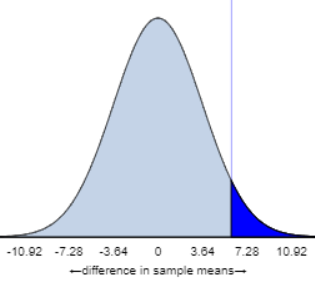 -10.92 -7.28 -3.64 0 3.64 7.28 10.92
←difference in sample means→